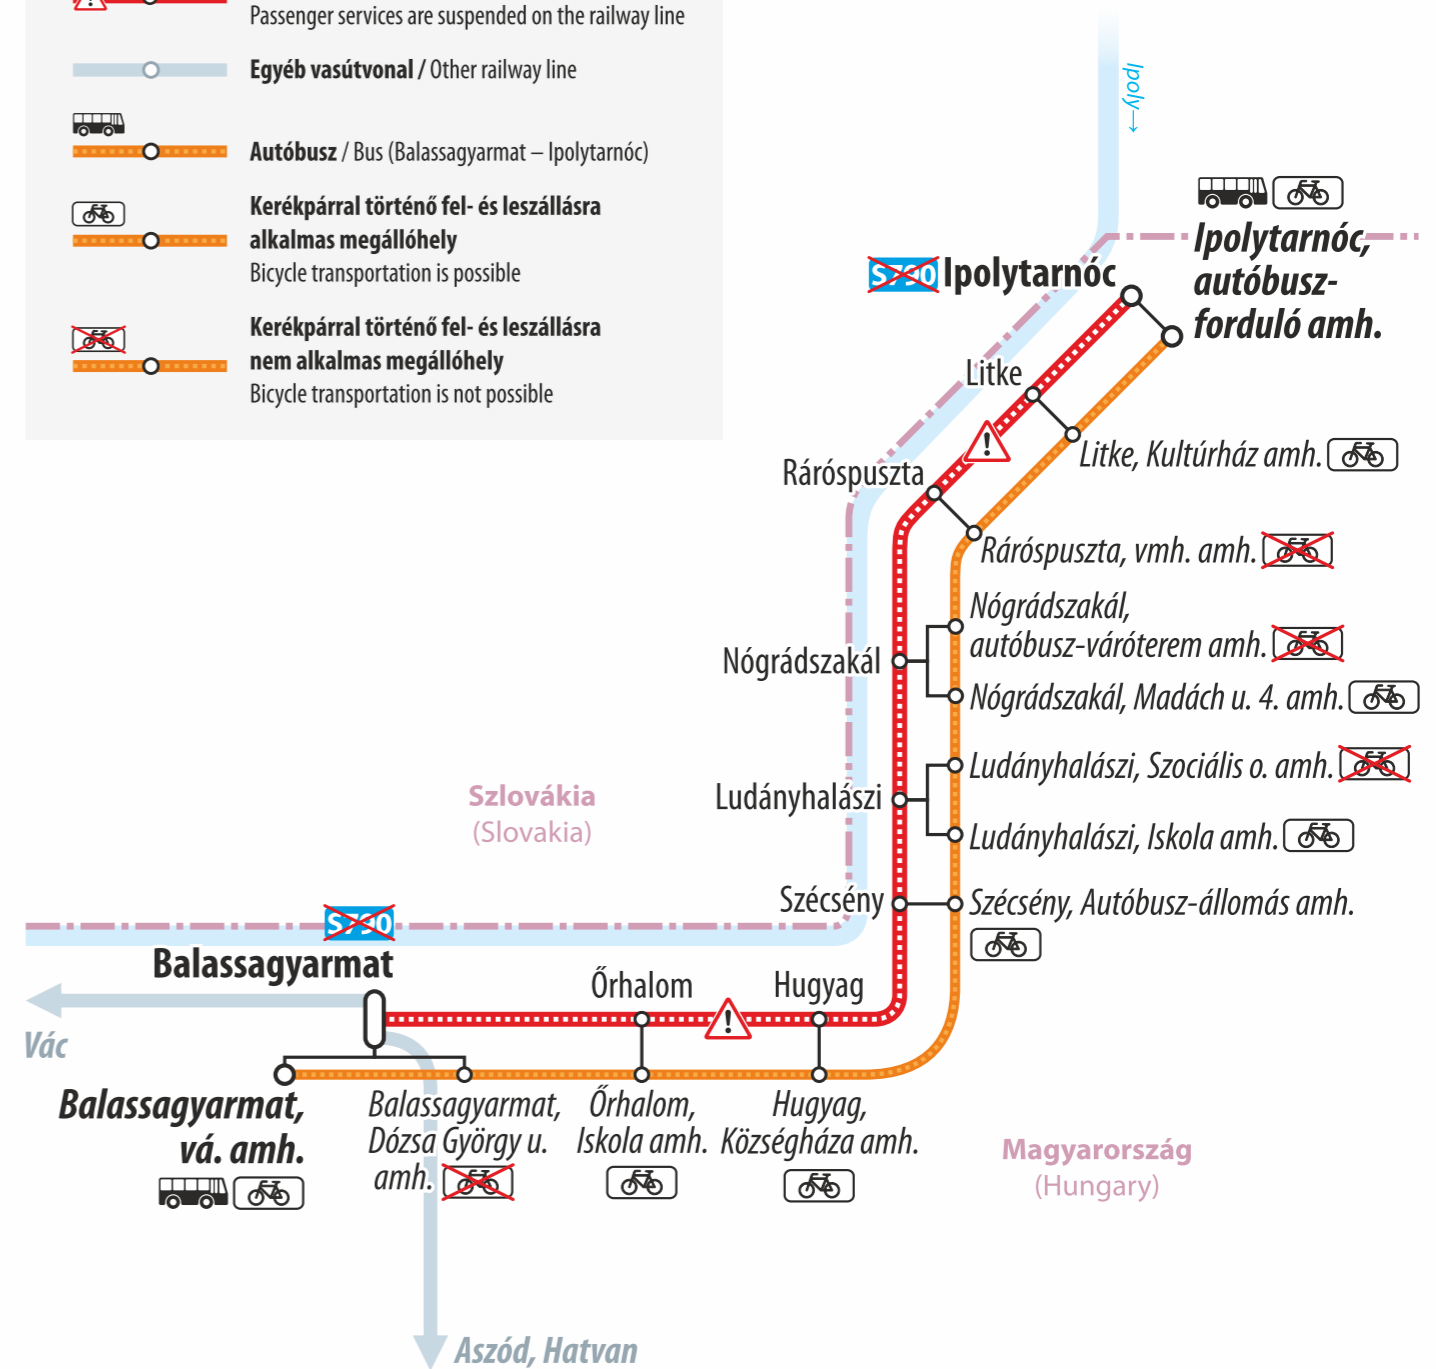 Passenger services are suspended on the railway line
Egyéb vasútvonal / Other railway line
Autóbusz / Bus (Balassagyarmat – Ipolytarnóc)
Kerékpárral történő fel- és leszállásra
alkalmas megállóhely
Bicycle transportation is possible
Kerékpárral történő fel- és leszállásra
nem alkalmas megállóhely
Bicycle transportation is not possible
Ipoly→
Ipolytarnóc,
autóbusz-
forduló amh.
S790 Ipolytarnóc
Litke
Litke, Kultúrház amh.
Ráróspuszta
Ráróspuszta, vmh. amh.
Nógrádszakál,
autóbusz-váróterem amh.
Nógrádszakál
Nógrádszakál, Madách u. 4. amh.
Ludányhalászi, Szociális o. amh.
Ludányhalászi
Ludányhalászi, Iskola amh.
Szlovákia
(Slovakia)
Szécsény
Szécsény, Autóbusz-állomás amh.
S790
Balassagyarmat
Őrhalom
Hugyag
Vác
Balassagyarmat,
vá. amh.
Balassagyarmat,
Dózsa György u.
amh.
Őrhalom,
Iskola amh.
Hugyag,
Községháza amh.
Magyarország
(Hungary)
Aszód, Hatvan